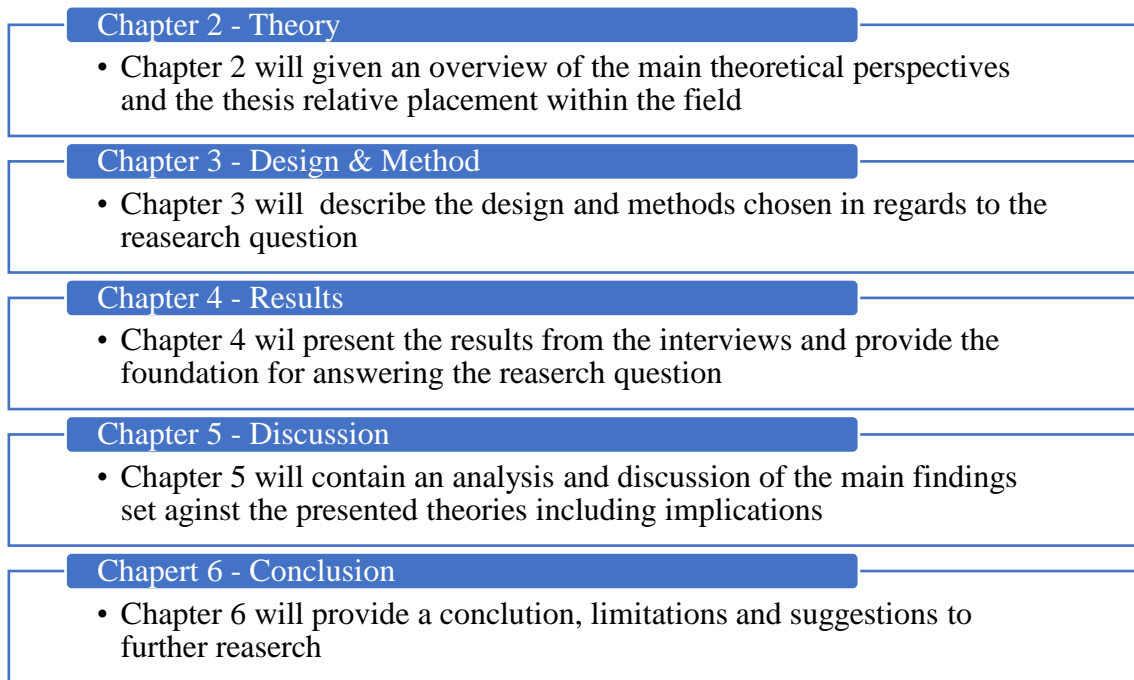 Chapter 2 - Theory
• Chapter 2 will given an overview of the main theoretical perspectives
and the thesis relative placement within the field
Chapter 3 - Design & Method
• Chapter 3 will  describe the design and methods chosen in regards to the
reasearch question
Chapter 4 - Results
• Chapter 4 wil present the results from the interviews and provide the
foundation for answering the reaserch question
Chapter 5 - Discussion
• Chapter 5 will contain an analysis and discussion of the main findings
set aginst the presented theories including implications
Chapert 6 - Conclusion
• Chapter 6 will provide a conclution, limitations and suggestions to
further reaserch